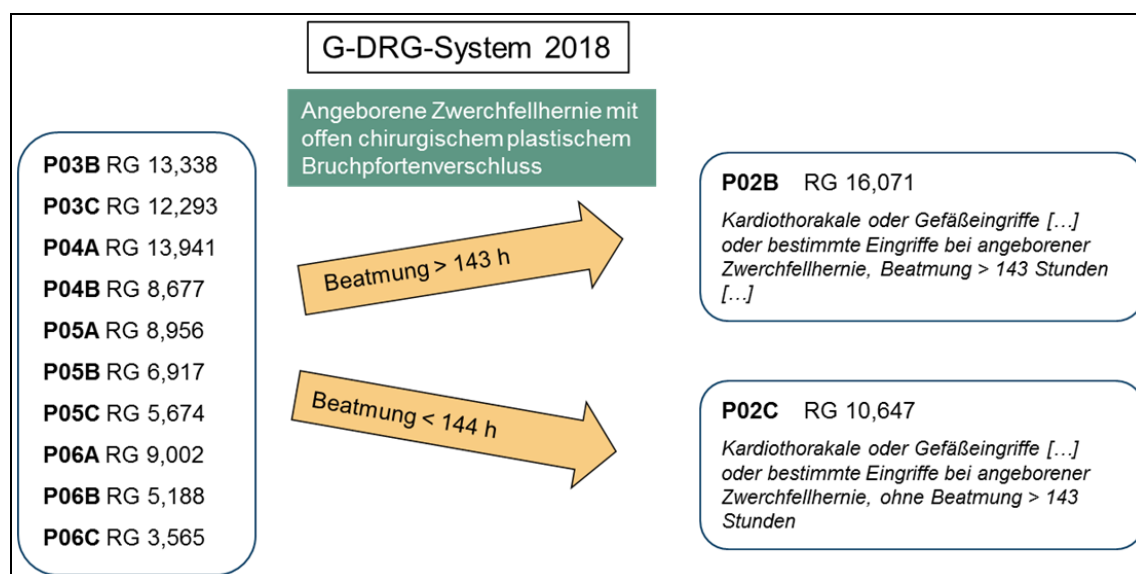 G-DRG-System 2018
Angeborene Zwerchfellhernie mit
offen chirurgischem plastischem
Bruchpfortenverschluss
P03B RG 13,338
P03C RG 12,293
P04A RG 13,941
P04B RG 8,677
P05A RG 8,956
P05B RG 6,917
P05C RG 5,674
P06A RG 9,002
P06B RG 5,188
P06C RG 3,565
Beatmung > 143 h
Beatmung < 144 h
P02B RG 16,071
Kardiothorakale oder Gefäßeingriffe […]
oder bestimmte Eingriffe bei angeborener
Zwerchfellhernie, Beatmung > 143 Stunden
[…]
P02C RG 10,647
Kardiothorakale oder Gefäßeingriffe […]
oder bestimmte Eingriffe bei angeborener
Zwerchfellhernie, ohne Beatmung > 143
Stunden